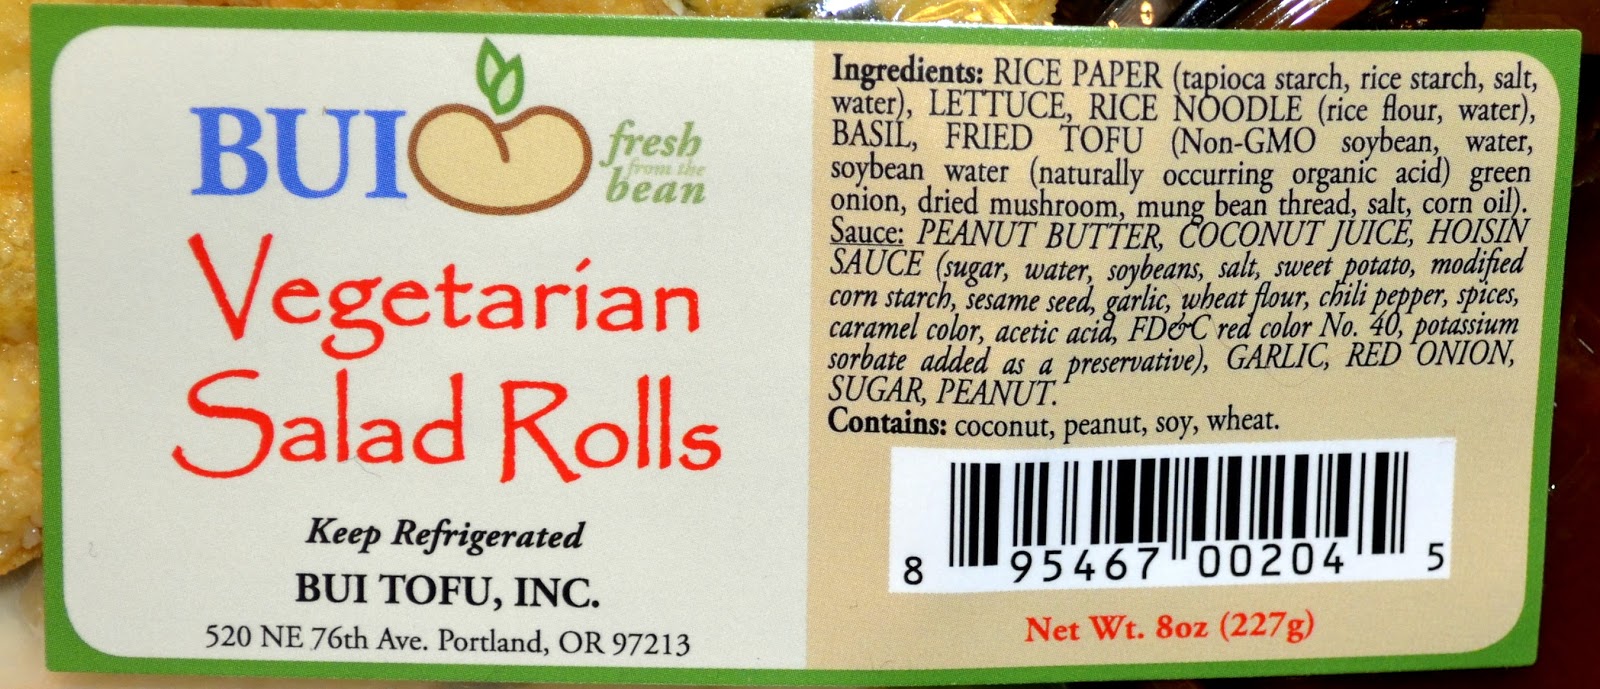 BUI
fresh
from the
bean
Vegetarian
Salad Rolls
Keep Refrigerated
BUI TOFU, INC.
520 NE 76th Ave. Portland, OR 97213
Ingredients: RICE PAPER (tapioca starch, rice starch, salt,
water), LETTUCE, RICE NOODLE (rice flour, water),
BASIL, FRIED TOFU (Non-GMO soybean, water,
soybean water (naturally occurring organic acid) green
onion, dried mushroom, mung bean thread, salt, corn oil).
Sauce: PEANUT BUTTER, COCONUT JUICE, HOISIN
SAUCE (sugar, water, soybeans, salt, sweet potato, modified
corn starch, sesame seed, garlic, wheat flour, chili pepper, spices,
caramel color, acetic acid, FD&C red color No. 40, potassium
sorbate added as a preservative), GARLIC, RED ONION,
SUGAR, PEANUT.
Contains: coconut, peanut, soy, wheat.
8 95467 00204 5
Net Wt. 8oz (227g)